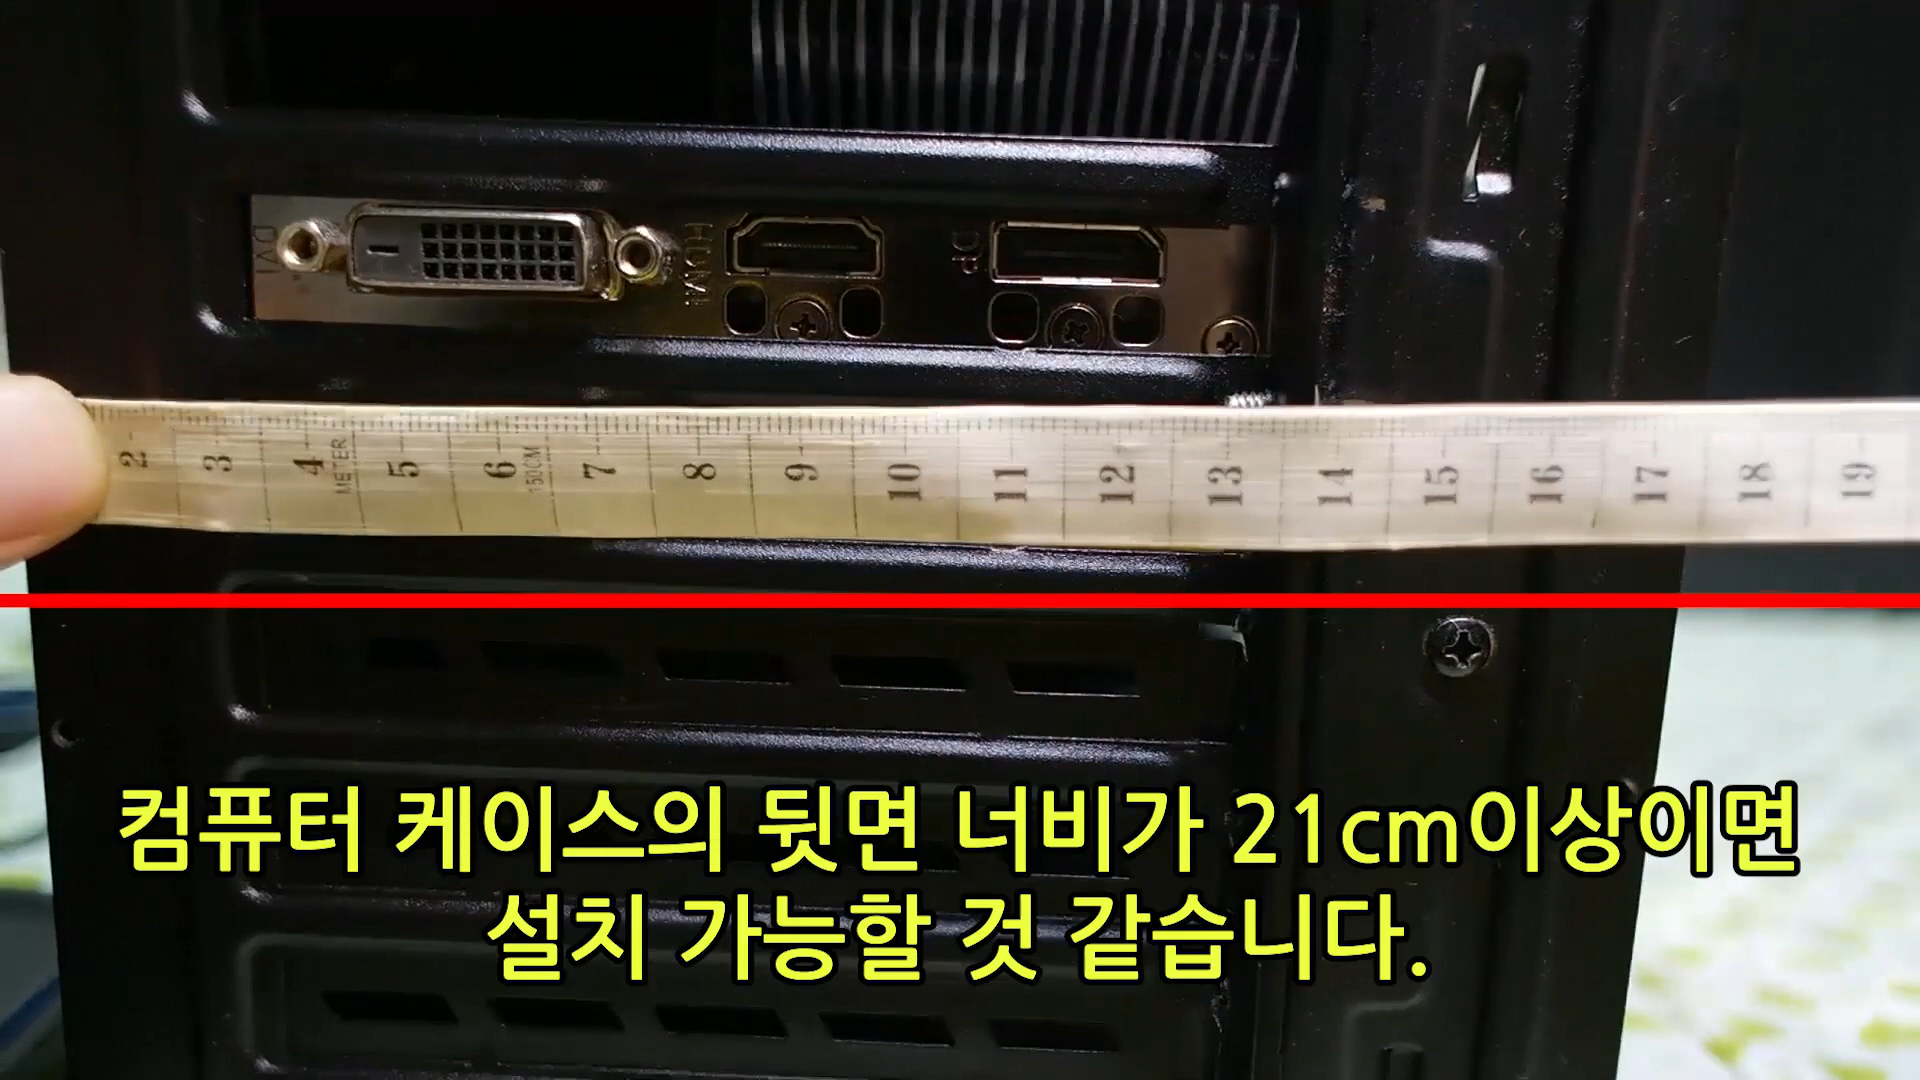 DVI
HDMI
DP
2 3 4 5 6 7 8 9 10 11 12 13 14 15 16 17 18 19
METER
150CM
컴퓨터 케이스의 뒷면 너비가 21cm이상이면
설치 가능할 것 같습니다.